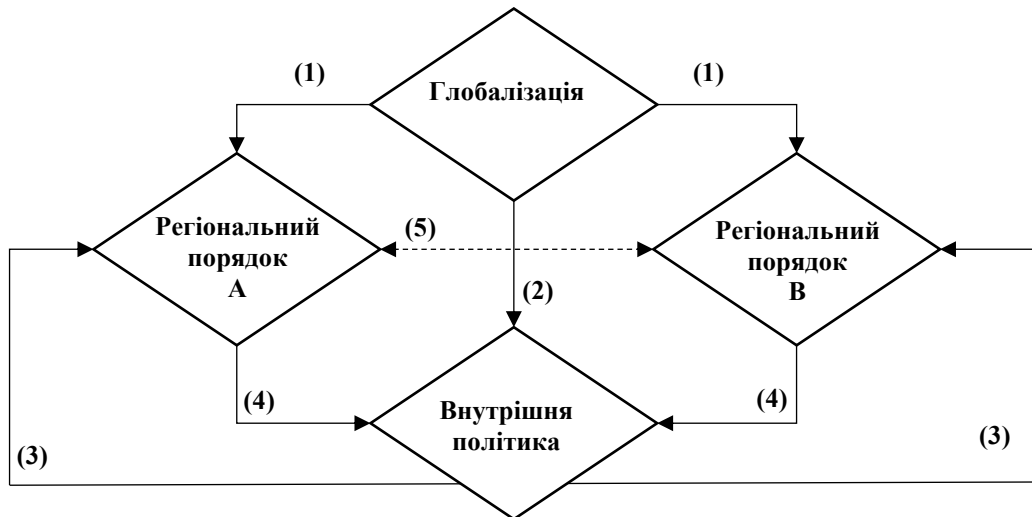 (1)
Глобалізація
(1)
Регіональний
порядок
А
(5)
Регіональний
порядок
В
(2)
(4)
Внутрішня
політика
(4)
(3)
(3)